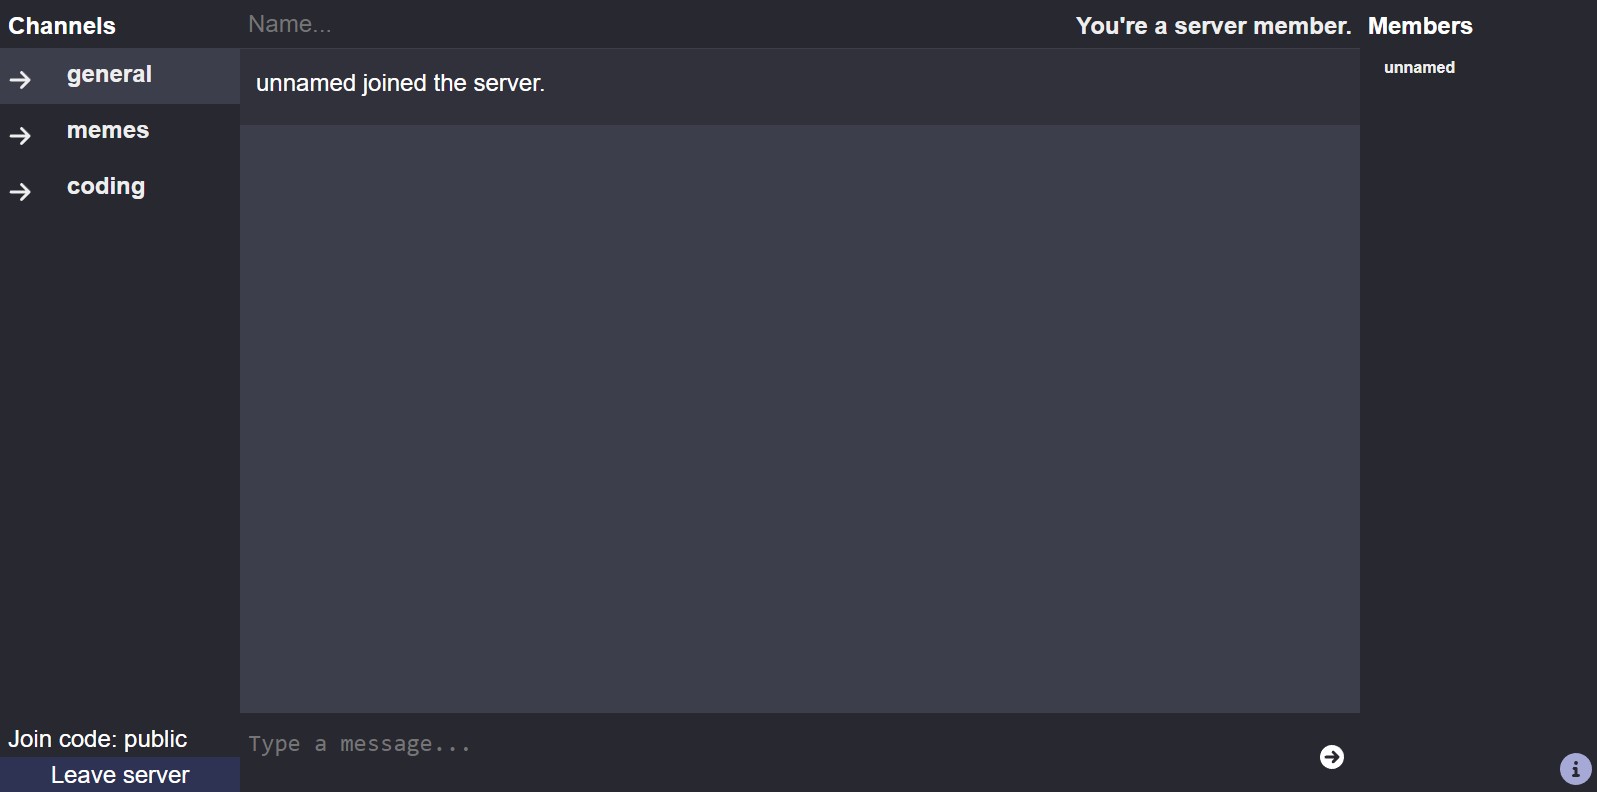 Channels
general
memes
coding
Join code: public
Leave server
Name...
You're a server member.
unnamed joined the server.
Type a message...
Members
unnamed